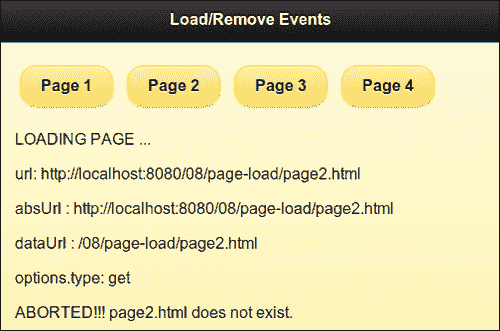 Load/Remove Events
Page 1 Page 2 Page 3 Page 4
LOADING PAGE ...
url: http://localhost:8080/08/page-load/page2.html
absUrl : http://localhost:8080/08/page-load/page2.html
dataUrl : /08/page-load/page2.html
options.type: get
ABORTED!!! page2.html does not exist.